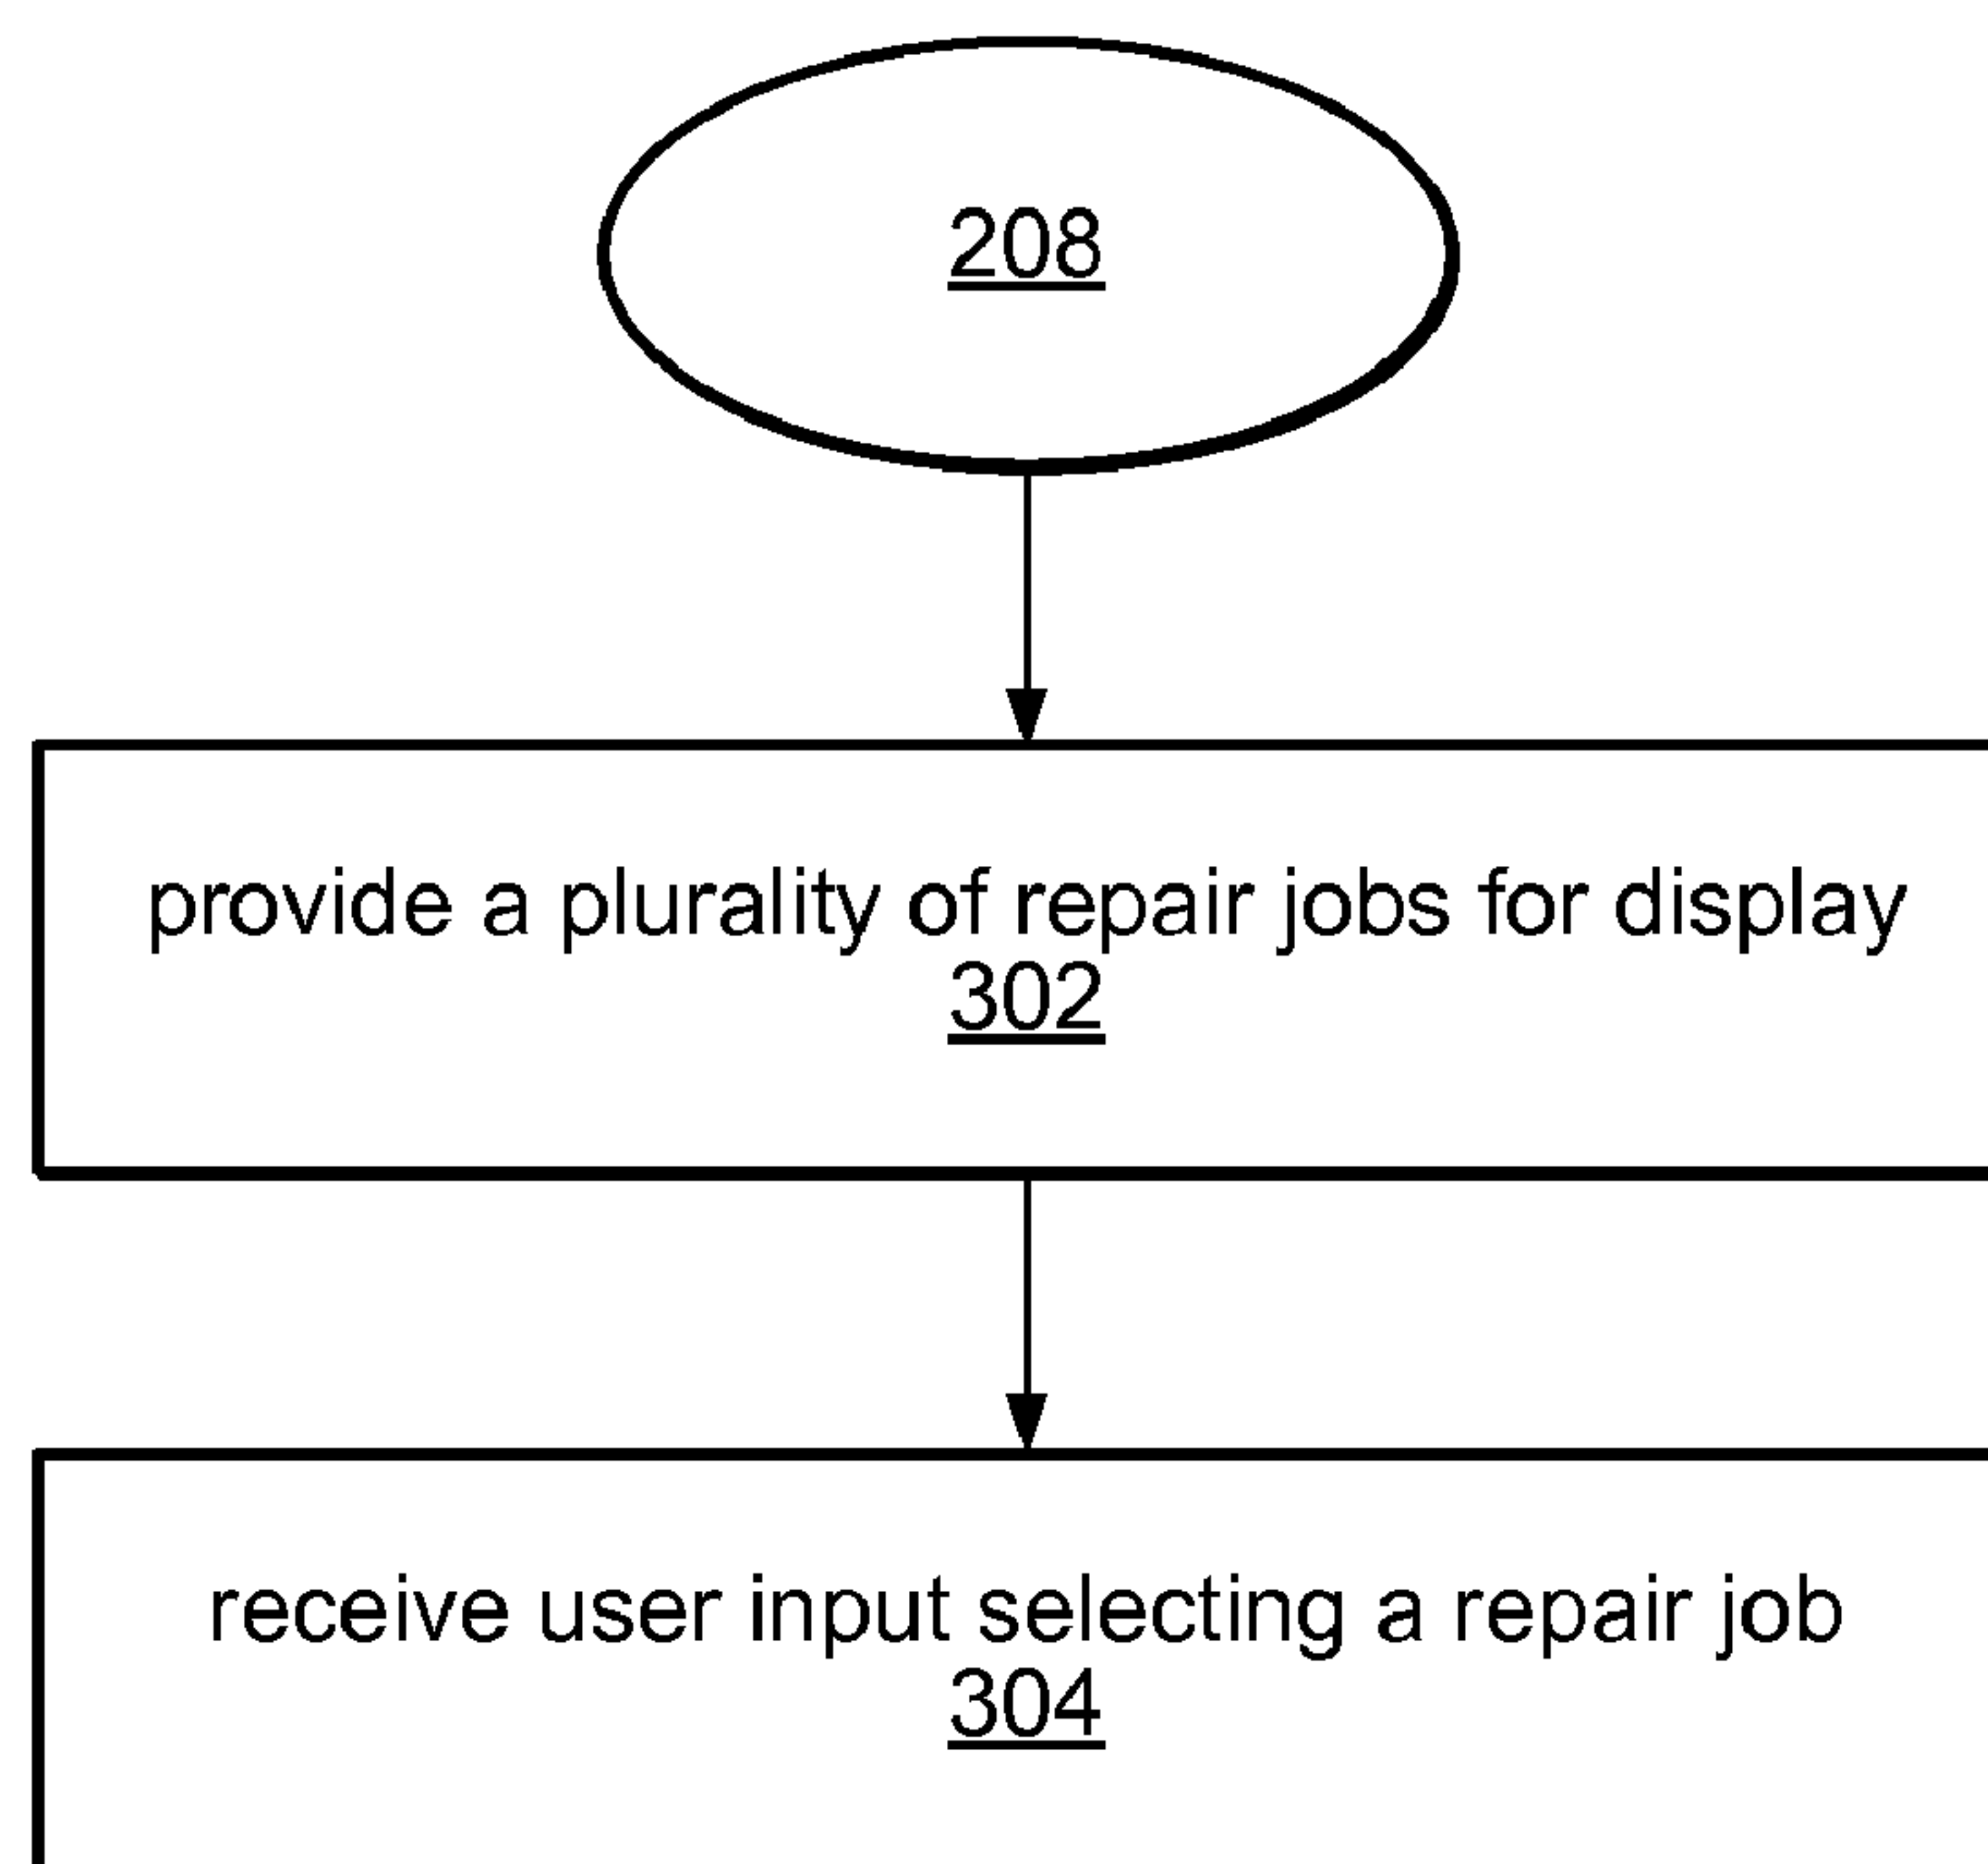 208
provide a plurality of repair jobs for display
302
receive user input selecting a repair job
304